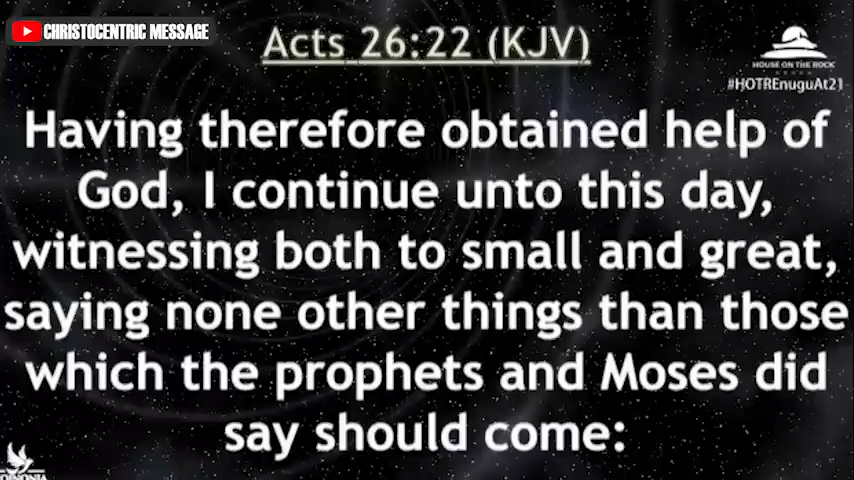 CHRISTOCENTRIC MESSAGE
Acts 26:22 (KJV)
HOUSE ON THE ROCK
#HOTREnuguAt21
Having therefore obtained help of
God, I continue unto this day,
witnessing both to small and great,
saying none other things than those
which the prophets and Moses did
say should come: